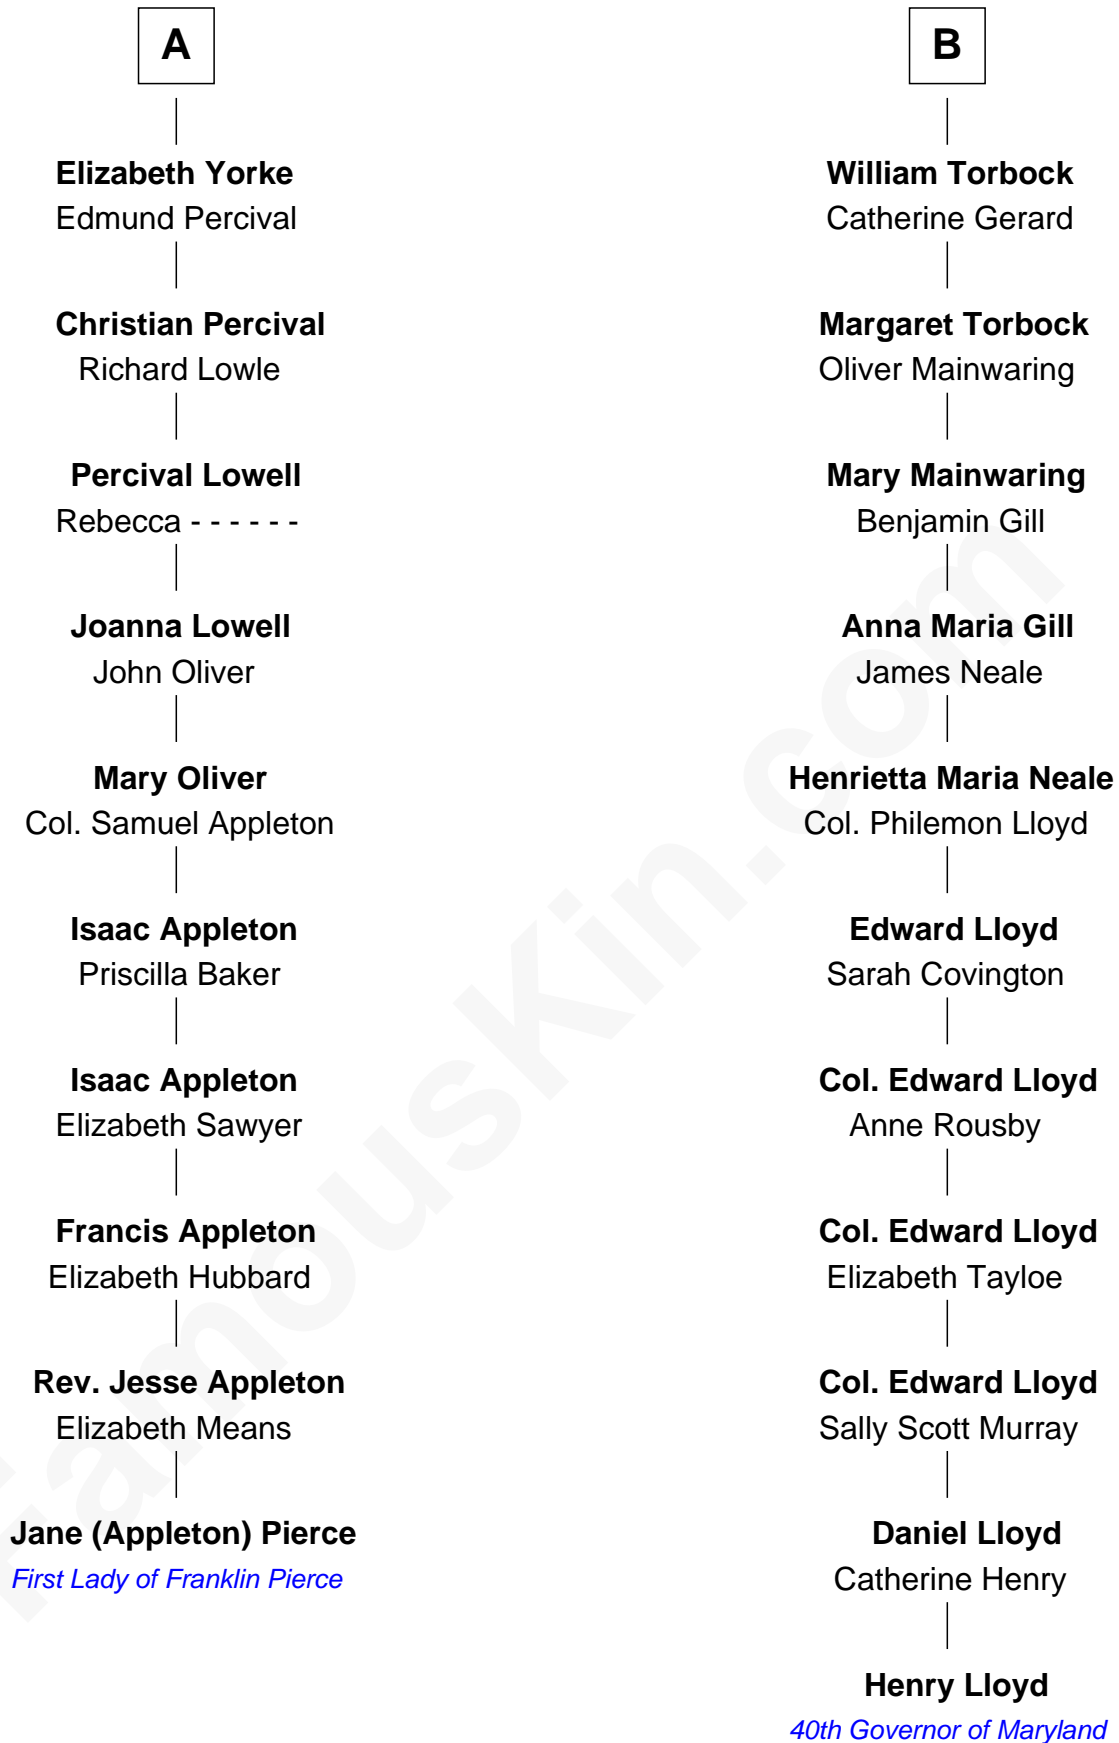 A
Elizabeth Yorke
Edmund Percival
Christian Percival
Richard Lowle
Percival Lowell
Rebecca - - - - - -
Joanna Lowell
John Oliver
Mary Oliver
Col. Samuel Appleton
Isaac Appleton
Priscilla Baker
Isaac Appleton
Elizabeth Sawyer
Francis Appleton
Elizabeth Hubbard
Rev. Jesse Appleton
Elizabeth Means
Jane (Appleton) Pierce
First Lady of Franklin Pierce
B
William Torbock
Catherine Gerard
Margaret Torbock
Oliver Mainwaring
Mary Mainwaring
Benjamin Gill
Anna Maria Gill
James Neale
Henrietta Maria Neale
Col. Philemon Lloyd
Edward Lloyd
Sarah Covington
Col. Edward Lloyd
Anne Rousby
Col. Edward Lloyd
Elizabeth Tayloe
Col. Edward Lloyd
Sally Scott Murray
Daniel Lloyd
Catherine Henry
Henry Lloyd
40th Governor of Maryland
FamousKin.com